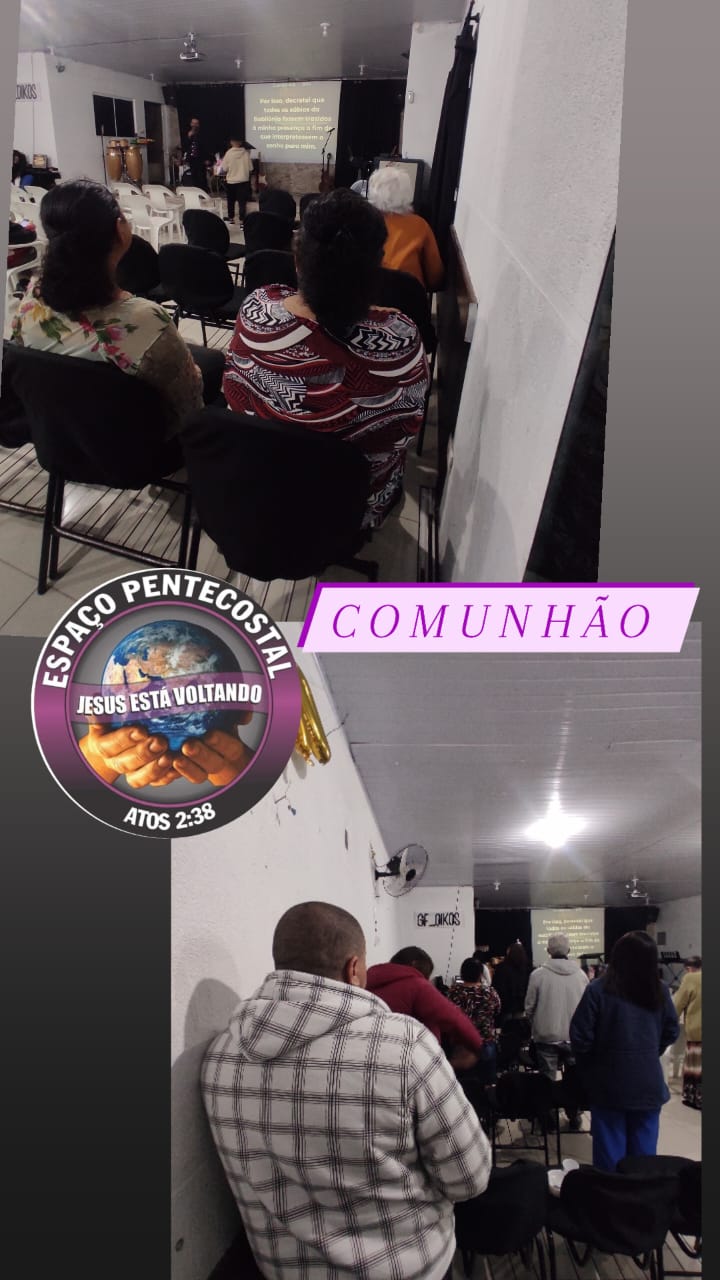 OIKOS
Por isso, decretei que
todos os sábios da
Babilônia fossem trazidos
à minha presença a fim de
que interpretassem o
sonho para mim.
COMUNHÃO
ESPAÇO PENTECOSTAL
JESUS ESTÁ VOLTANDO
ATOS 2:38
GF_OIKOS
Por isso, decretei que
todos os sábios da